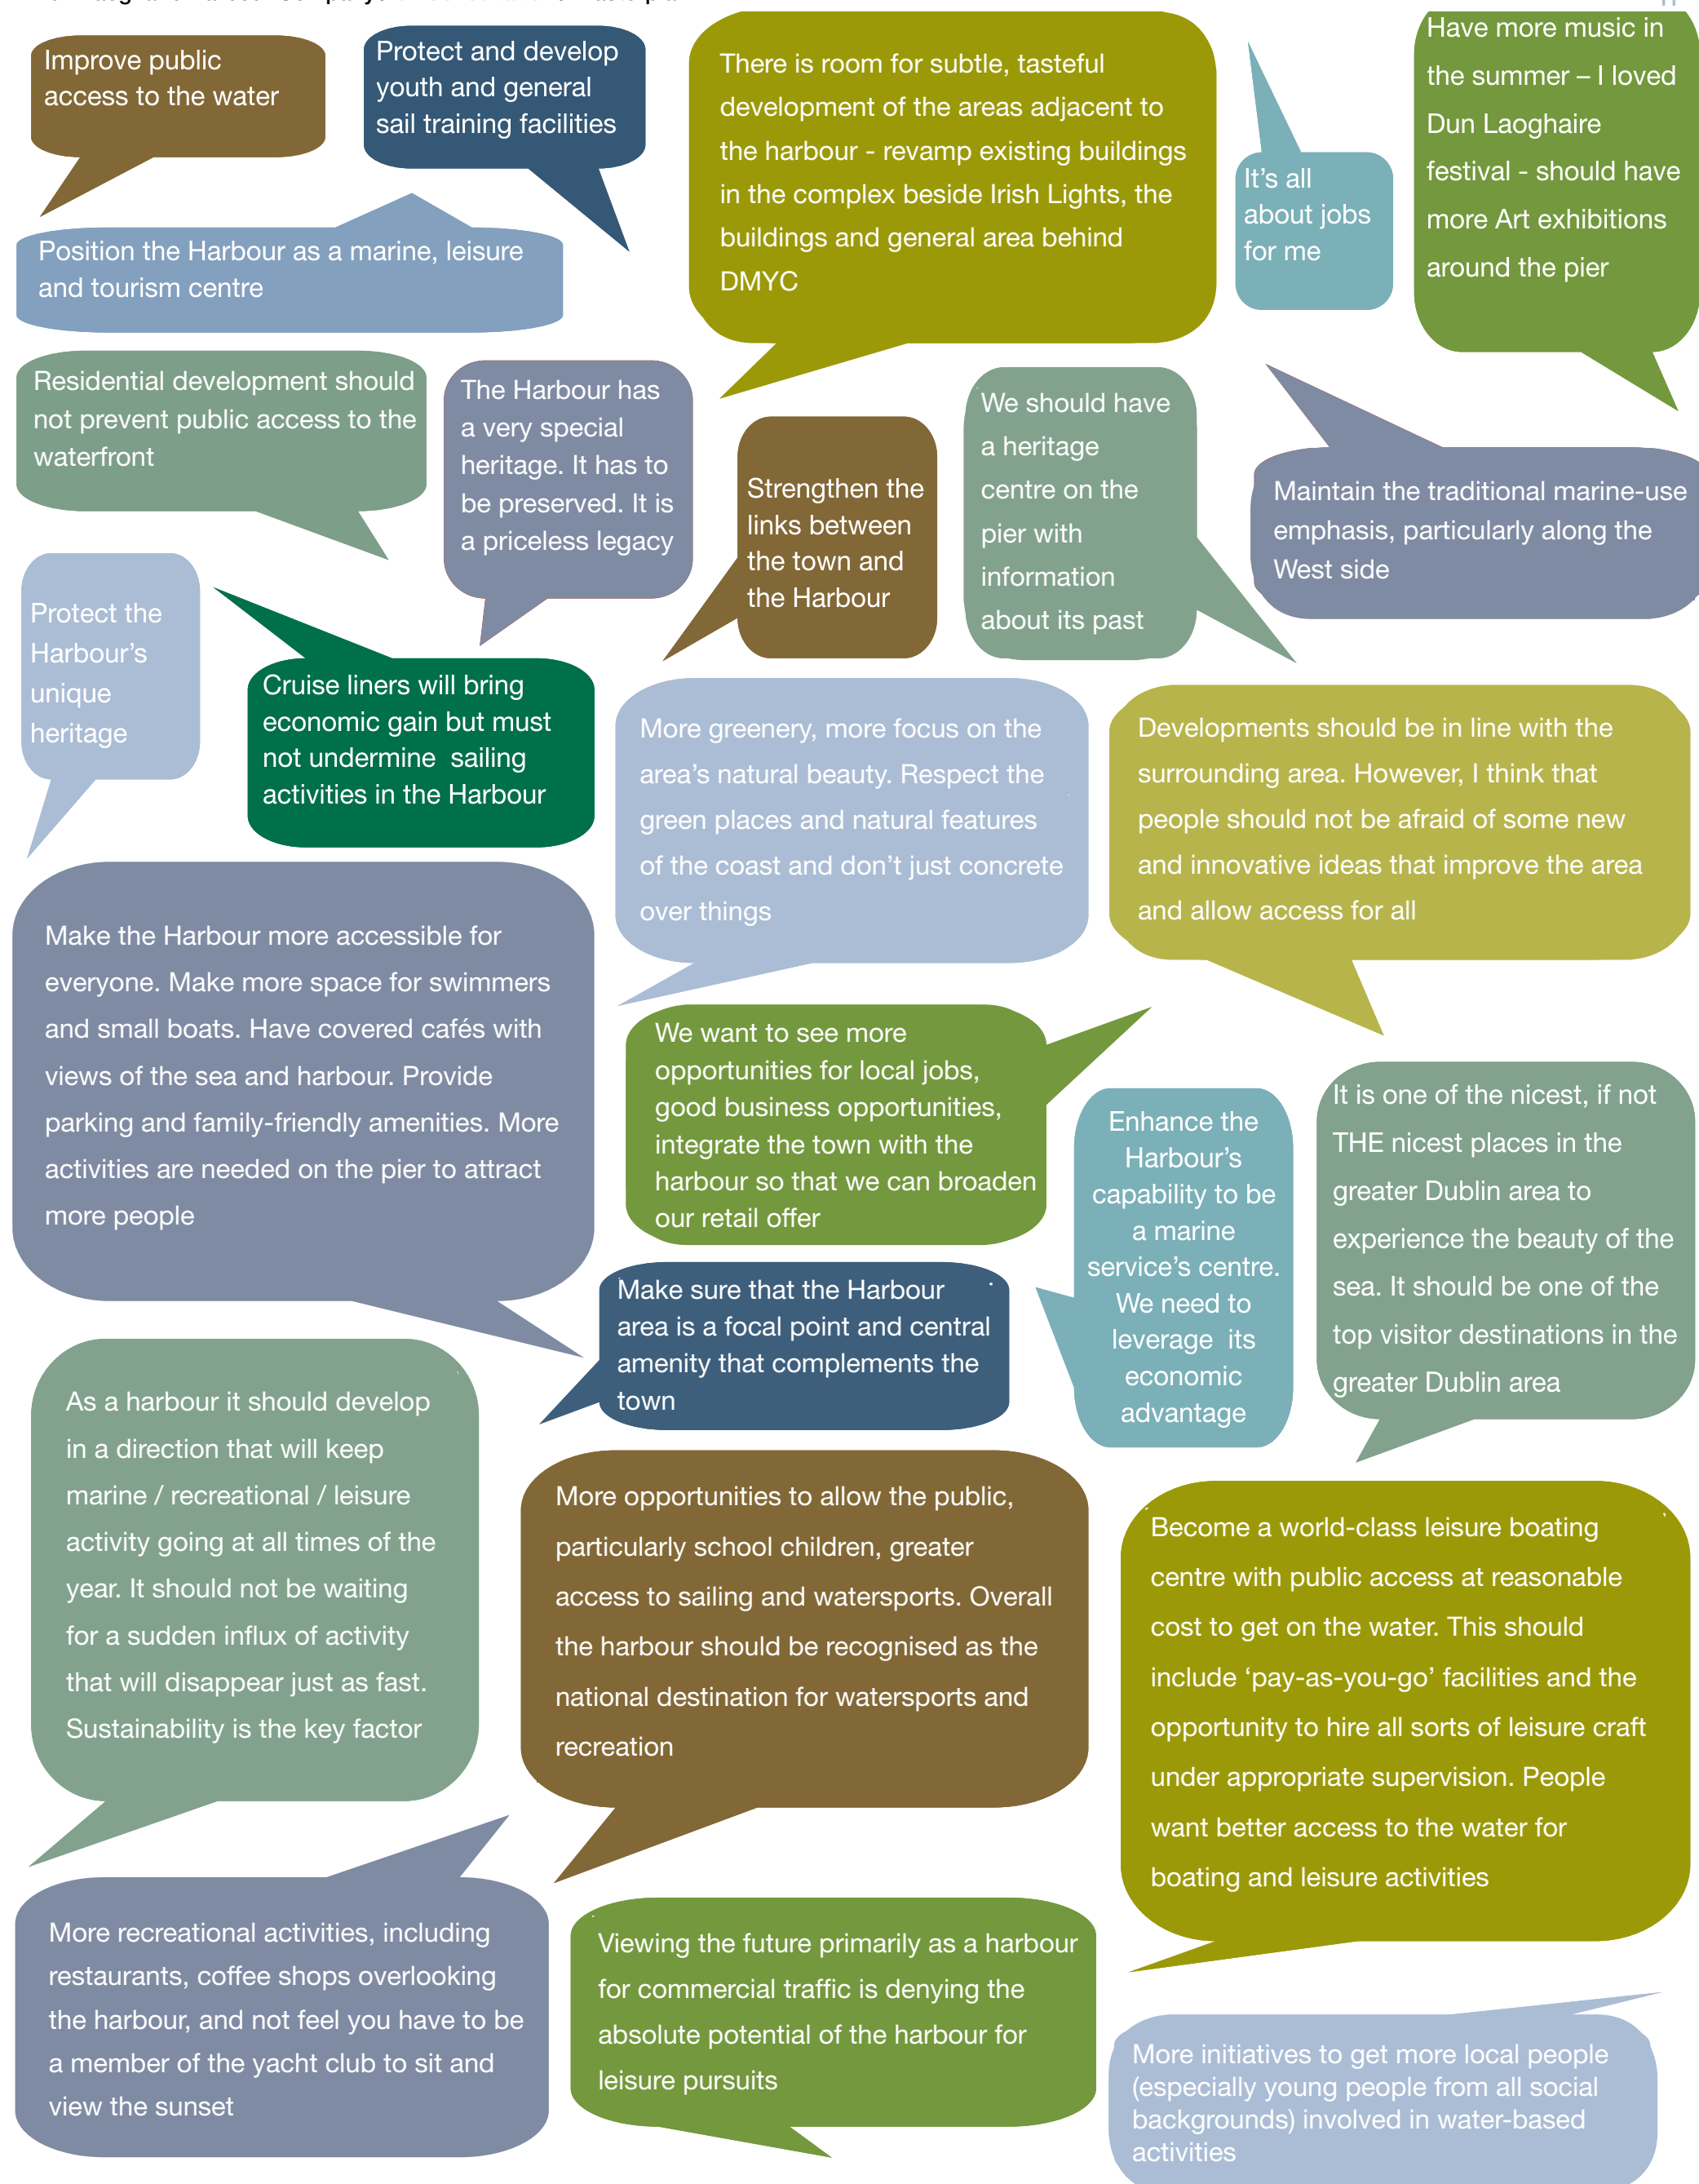 Improve public
access to the water
Protect and develop
youth and general
sail training facilities
There is room for subtle, tasteful
development of the areas adjacent to
the harbour - revamp existing buildings
in the complex beside Irish Lights, the
buildings and general area behind
DMYC
It’s all
about jobs
for me
Have more music in
the summer – I loved
Dun Laoghaire
festival - should have
more Art exhibitions
around the pier
Position the Harbour as a marine, leisure
and tourism centre
Residential development should
not prevent public access to the
waterfront
The Harbour has
a very special
heritage. It has to
be preserved. It is
a priceless legacy
Strengthen the
links between
the town and
the Harbour
We should have
a heritage
centre on the
pier with
information
about its past
Maintain the traditional marine-use
emphasis, particularly along the
West side
Protect the
Harbour’s
unique
heritage
Cruise liners will bring
economic gain but must
not undermine  sailing
activities in the Harbour
More greenery, more focus on the
area’s natural beauty. Respect the
green places and natural features
of the coast and don’t just concrete
over things
Developments should be in line with the
surrounding area. However, I think that
people should not be afraid of some new
and innovative ideas that improve the area
and allow access for all
Make the Harbour more accessible for
everyone. Make more space for swimmers
and small boats. Have covered cafés with
views of the sea and harbour. Provide
parking and family-friendly amenities. More
activities are needed on the pier to attract
more people
We want to see more
opportunities for local jobs,
good business opportunities,
integrate the town with the
harbour so that we can broaden
our retail offer
Enhance the
Harbour’s
capability to be
a marine
service’s centre.
We need to
leverage  its
economic
advantage
It is one of the nicest, if not
THE nicest places in the
greater Dublin area to
experience the beauty of the
sea. It should be one of the
top visitor destinations in the
greater Dublin area
Make sure that the Harbour
area is a focal point and central
amenity that complements the
town
As a harbour it should develop
in a direction that will keep
marine / recreational / leisure
activity going at all times of the
year. It should not be waiting
for a sudden influx of activity
that will disappear just as fast.
Sustainability is the key factor
More opportunities to allow the public,
particularly school children, greater
access to sailing and watersports. Overall
the harbour should be recognised as the
national destination for watersports and
recreation
Become a world-class leisure boating
centre with public access at reasonable
cost to get on the water. This should
include ‘pay-as-you-go’ facilities and the
opportunity to hire all sorts of leisure craft
under appropriate supervision. People
want better access to the water for
boating and leisure activities
More recreational activities, including
restaurants, coffee shops overlooking
the harbour, and not feel you have to be
a member of the yacht club to sit and
view the sunset
Viewing the future primarily as a harbour
for commercial traffic is denying the
absolute potential of the harbour for
leisure pursuits
More initiatives to get more local people
(especially young people from all social
backgrounds) involved in water-based
activities